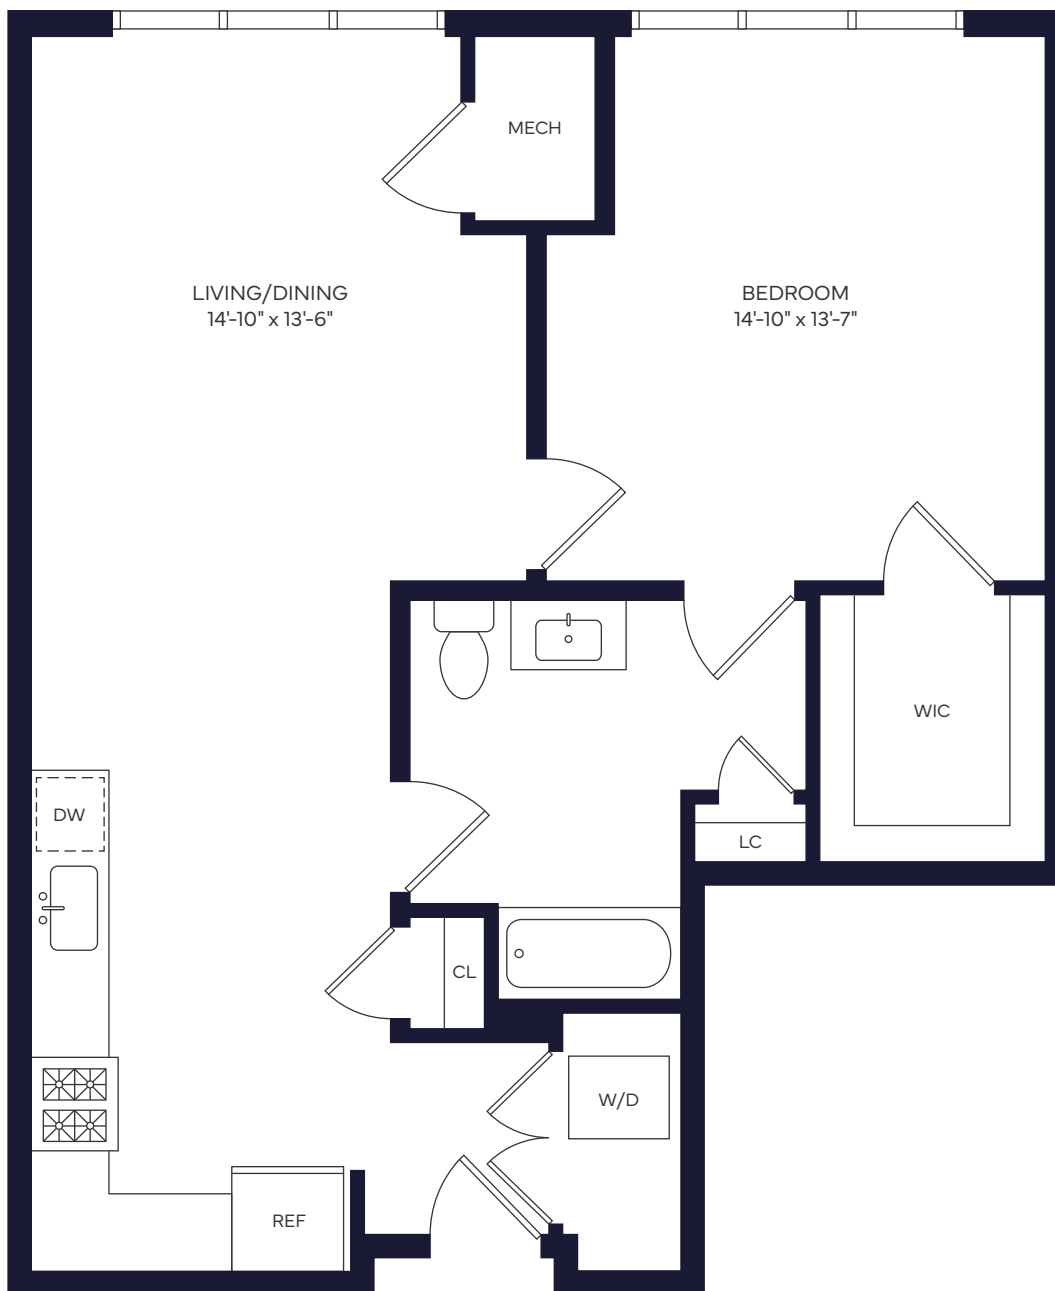 MECH
LIVING/DINING
14'-10" x 13'-6"
BEDROOM
14'-10" x 13'-7"
WIC
DW
LC
CL
W/D
REF